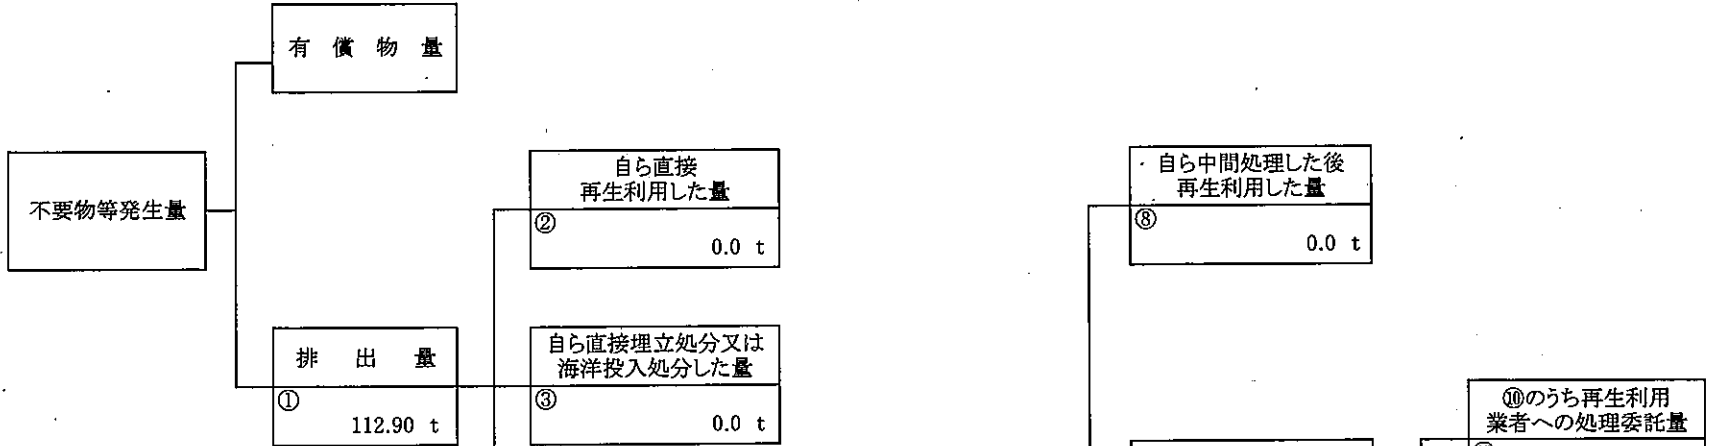 有 償 物 量
不要物等発生量
自ら直接
再生利用した量
②
0.0 t
自ら中間処理した後
再生利用した量
⑧
0.0 t
排 出 量
①
112.90 t
自ら直接埋立処分又は
海洋投入処分した量
③
0.0 t
⑩のうち再生利用
業者への処理委託量